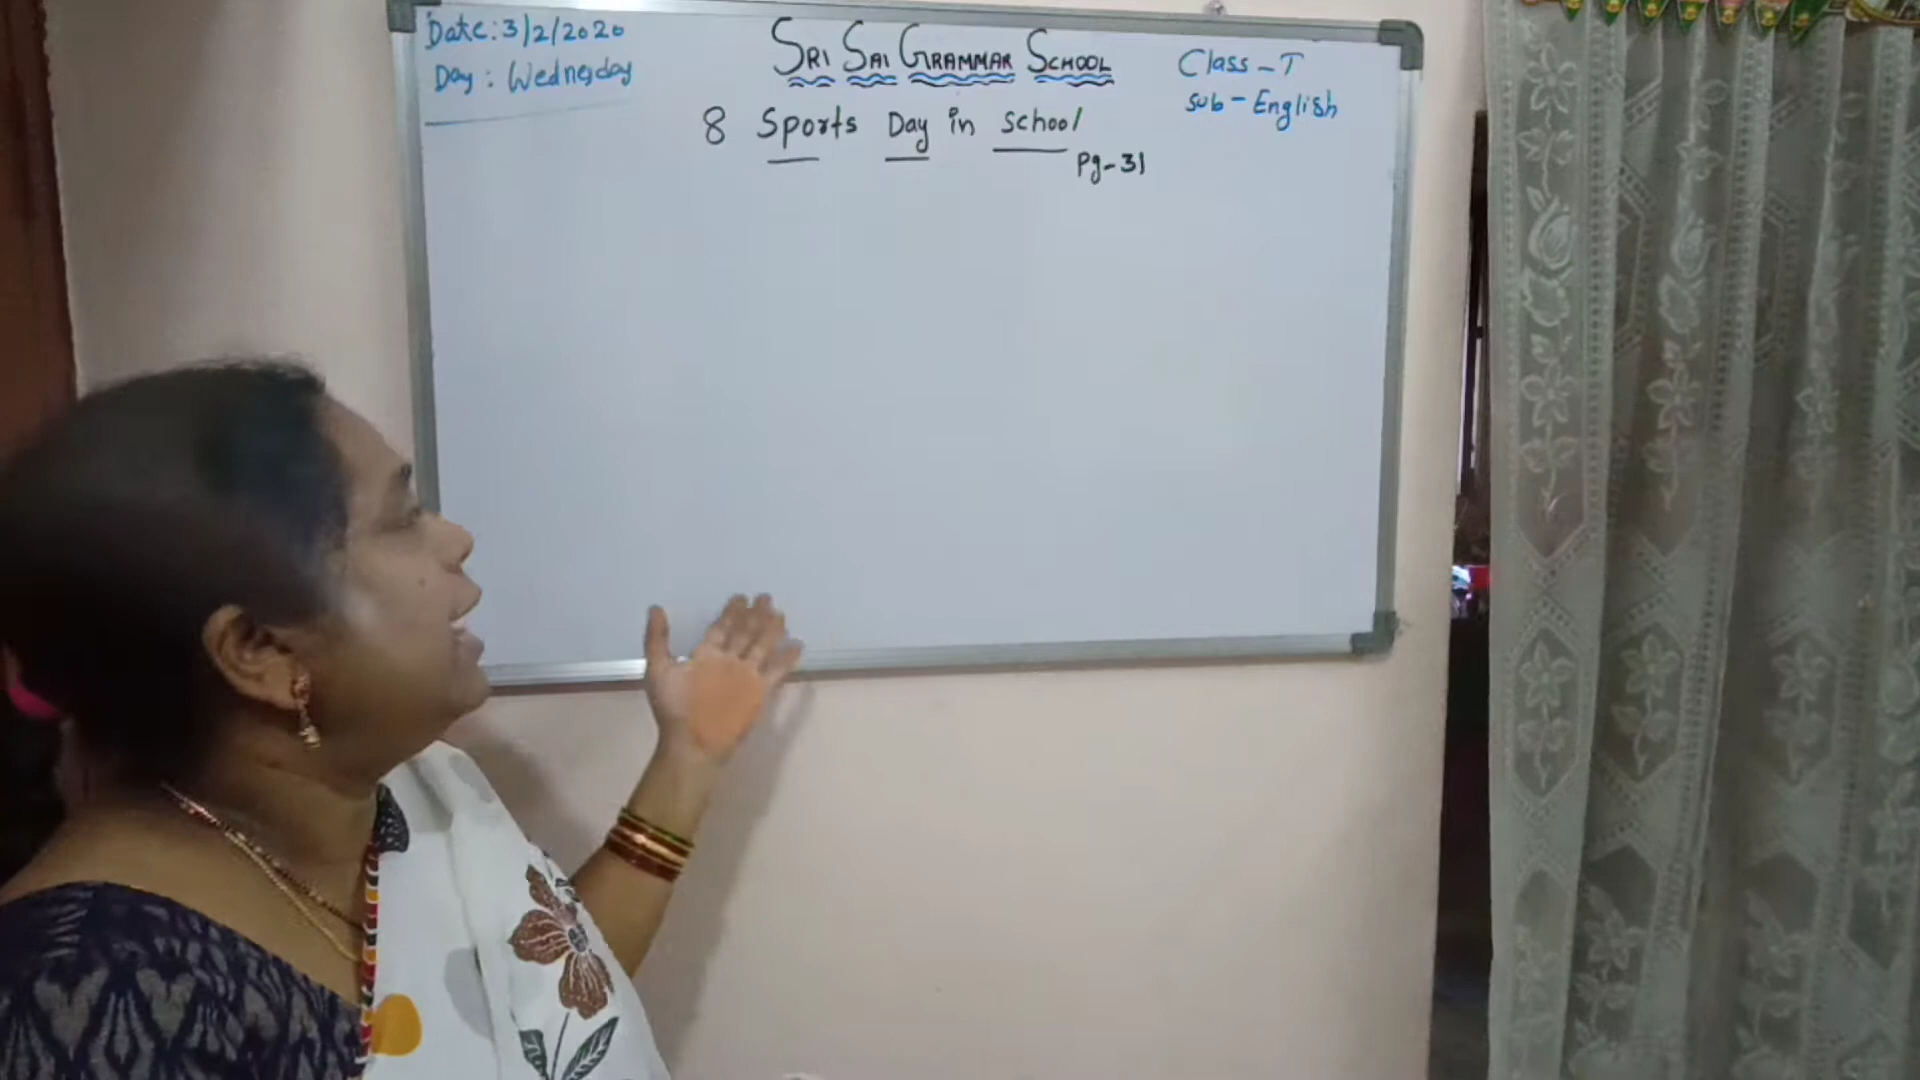 Date: 3/2/2020
Day: Wednesday
SRI SAI GRAMMAR SCHOOL
Class - I
Sub - English
8 Sports Day in School
Pg-31